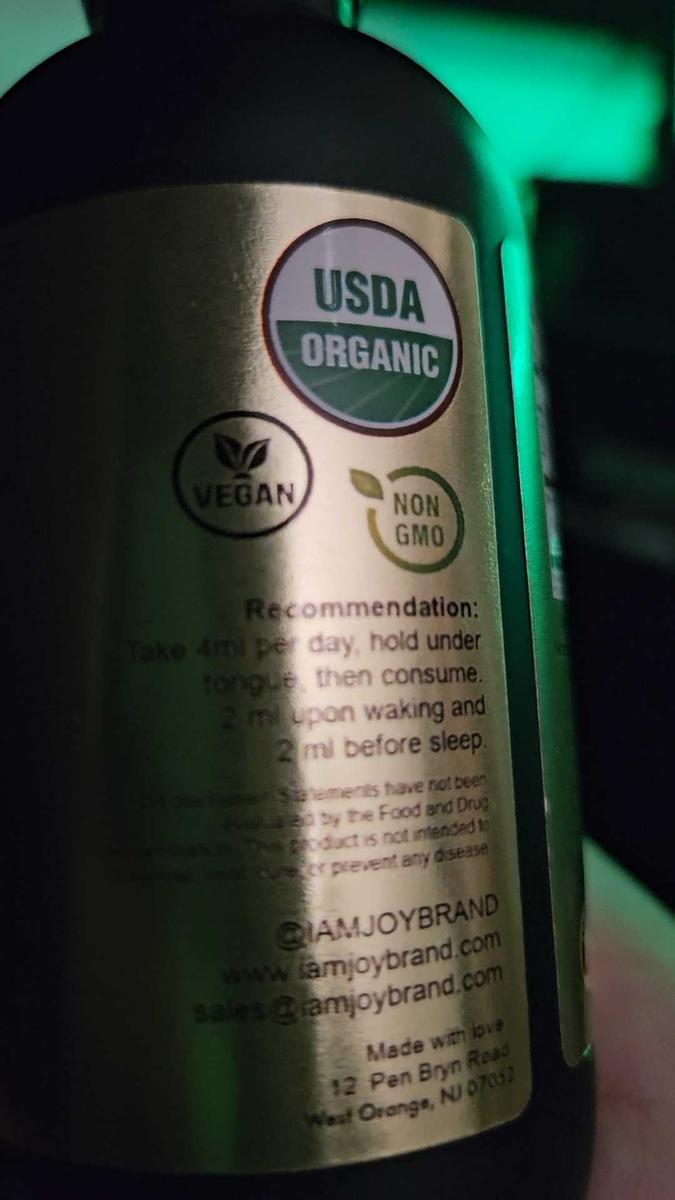 USDA
ORGANIC
VEGAN
NON
GMO
Recommendation:
Take 4ml per day, hold under
tongue, then consume.
2 ml upon waking and
2 ml before sleep.
Statements have not been
evaluated by the Food and Drug
This product is not intended to
cure, or prevent any disease
@IAMJOYBRAND
www iamjoybrand.com
sales@iamjoybrand.com
Made with love
12 Pen Bryn Road
West Orange, NJ 07052